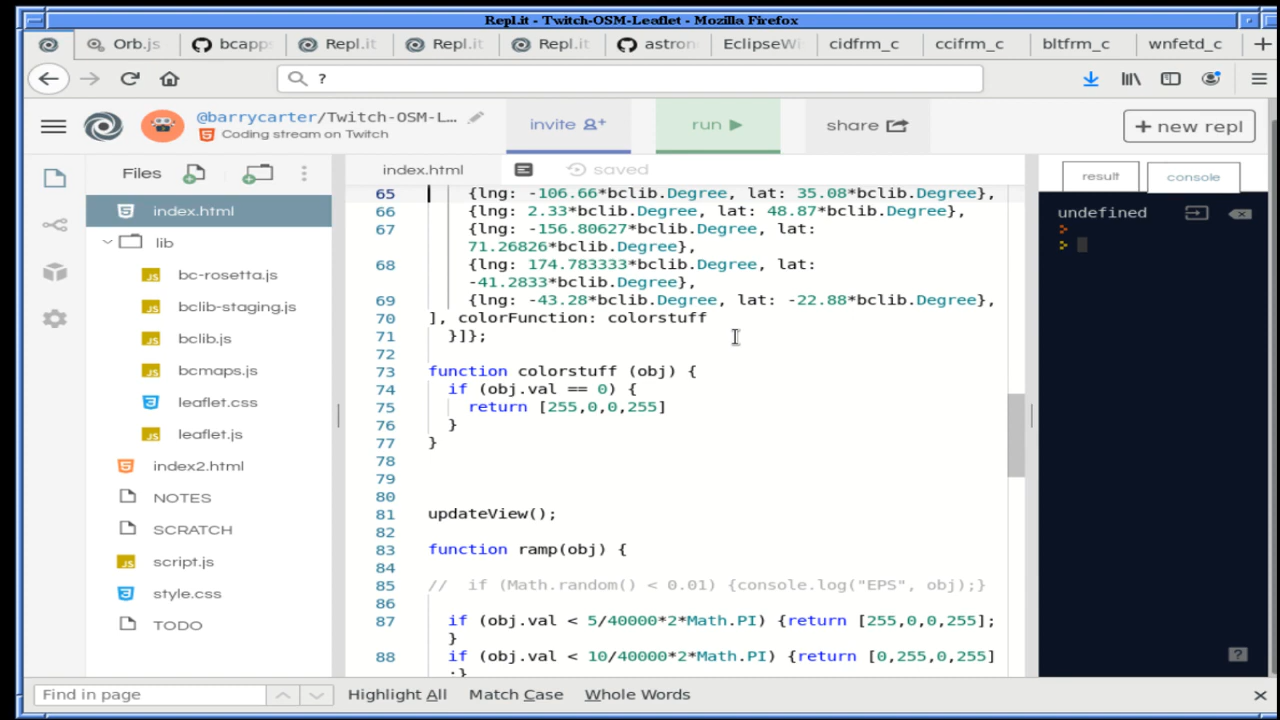 Repl.it - Twitch-OSM-Leaflet - Mozilla Firefox
Orb.js bcapp: Repl.it Repl.it Repl.it astron EclipseWi cidfrm_c ccifrm_c bltfrm_c wnfetd_c
?
@barrycarter/Twitch-OSM-L...
Coding stream on Twitch
invite
run
share
+ new repl
Files
index.html
lib
bc-rosetta.js
bclib-staging.js
bclib.js
bcmaps.js
leaflet.css
leaflet.js
index2.html
NOTES
SCRATCH
script.js
style.css
TODO
index.html
saved
65 {lng: -106.66*bclib.Degree, lat: 35.08*bclib.Degree},
66 {lng: 2.33*bclib.Degree, lat: 48.87*bclib.Degree},
67 {lng: -156.80627*bclib.Degree, lat:
71.26826*bclib.Degree},
68 {lng: 174.783333*bclib.Degree, lat:
-41.2833*bclib.Degree},
69 {lng: -43.28*bclib.Degree, lat: -22.88*bclib.Degree},
70 ], colorFunction: colorstuff
71 }]};
72
73 function colorstuff (obj) {
74 if (obj.val == 0) {
75 return [255,0,0,255]
76 }
77 }
78
79
80
81 updateView();
82
83 function ramp(obj) {
84
85 // if (Math.random() < 0.01) {console.log("EPS", obj);}
86
87 if (obj.val < 5/40000*2*Math.PI) {return [255,0,0,255];
}
88 if (obj.val < 10/40000*2*Math.PI) {return [0,255,0,255]
;}
result
console
undefined
>
>
?
Find in page
Highlight All
Match Case
Whole Words